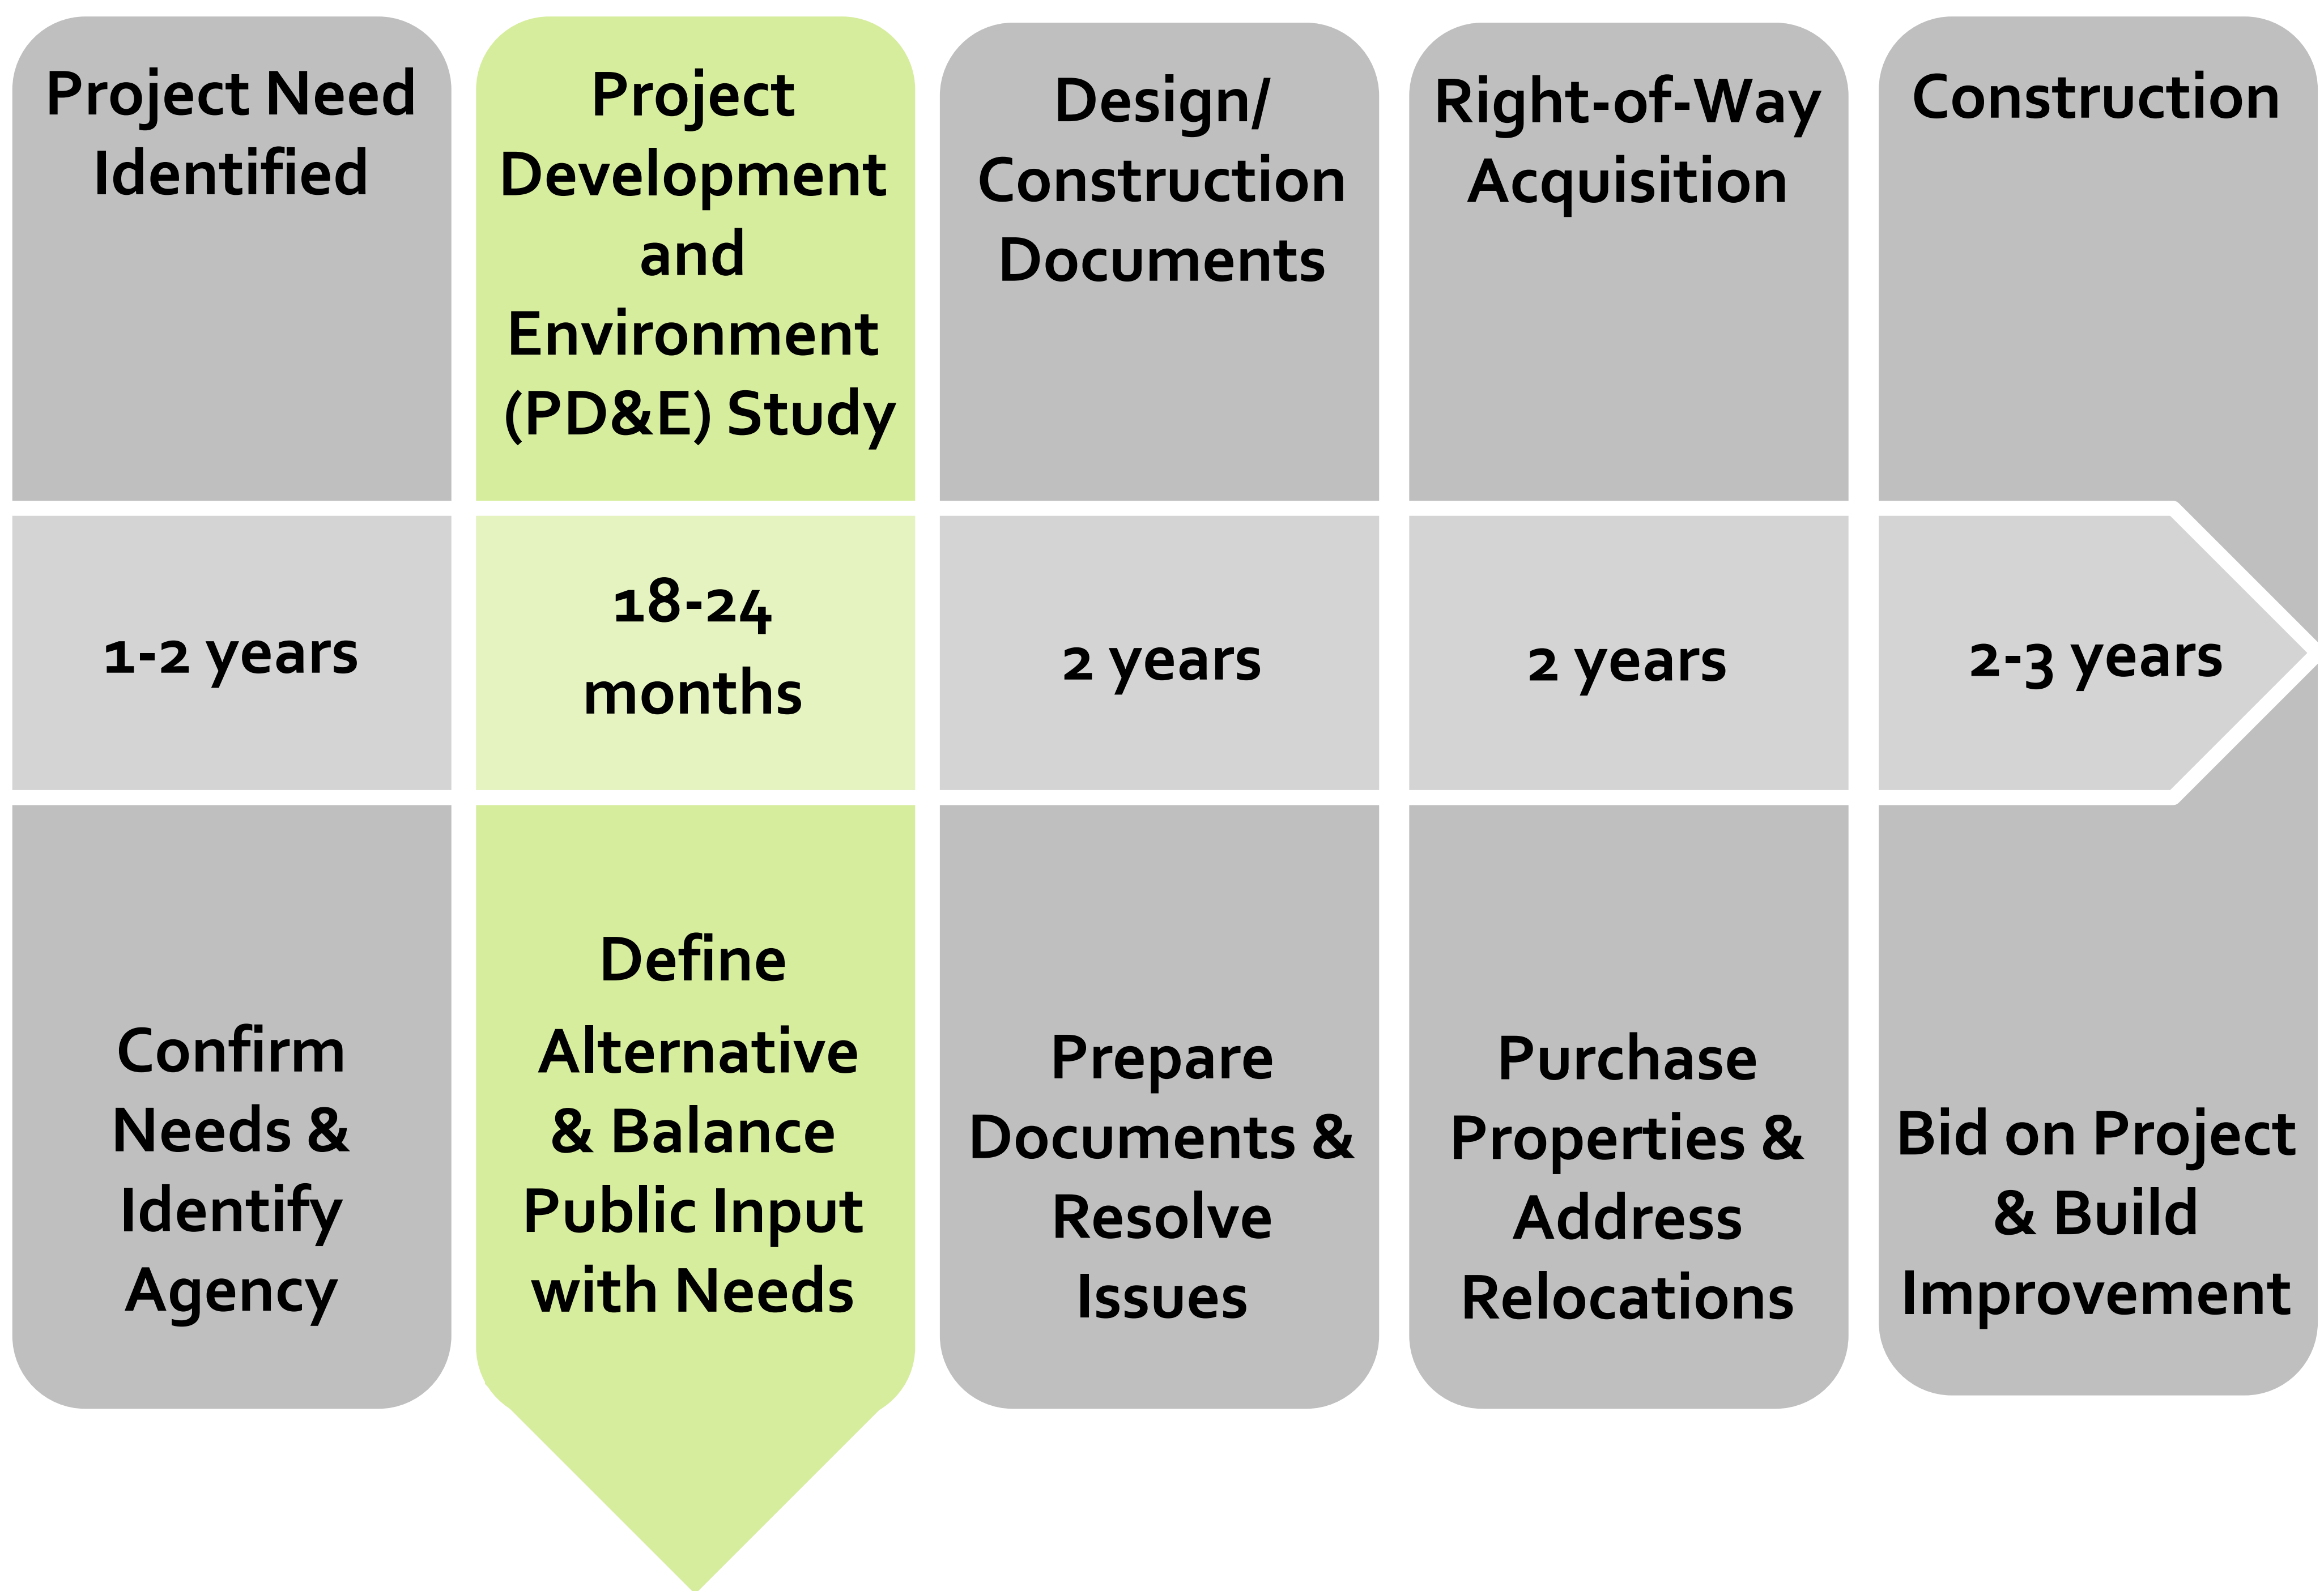 Project Need
Identified
Project
Development
and
Environment
(PD&E) Study
Design/
Construction
Documents
Right-of-Way
Acquisition
Construction
1-2 years
18-24
months
2 years
2 years
2-3 years
Confirm
Needs &
Identify
Agency
Define
Alternative
& Balance
Public Input
with Needs
Prepare
Documents &
Resolve
Issues
Purchase
Properties &
Address
Relocations
Bid on Project
& Build
Improvement